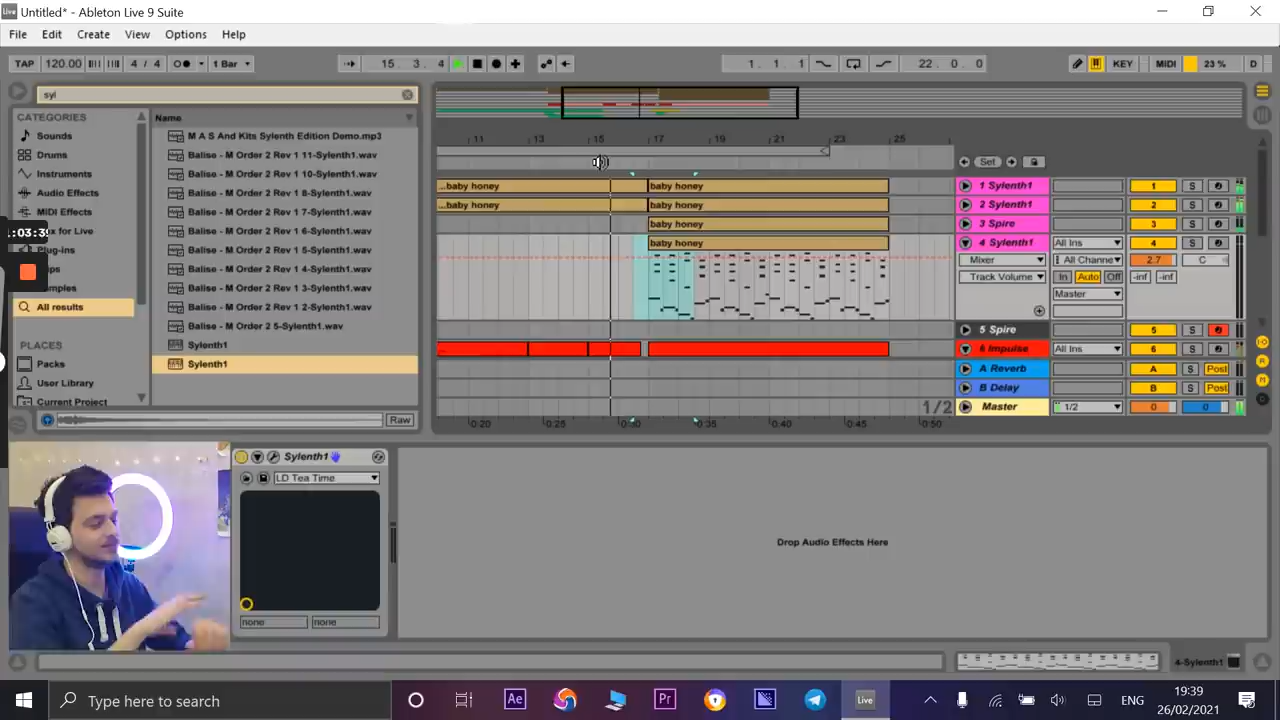 Live Untitled* - Ableton Live 9 Suite
File Edit Create View Options Help
TAP 120.00 4 / 4 1 Bar 15. 3. 4 1. 1. 1 22. 0. 0 KEY MIDI 23 % D
syl
CATEGORIES
Sounds
Drums
Instruments
Audio Effects
MIDI Effects
x for Live
Plug-ins
ips
amples
All results
PLACES
Packs
User Library
Current Project
1:03:39
Name
M A S And Kits Sylenth Edition Demo.mp3
Balise - M Order 2 Rev 1 11-Sylenth1.wav
Balise - M Order 2 Rev 1 10-Sylenth1.wav
Balise - M Order 2 Rev 1 8-Sylenth1.wav
Balise - M Order 2 Rev 1 7-Sylenth1.wav
Balise - M Order 2 Rev 1 6-Sylenth1.wav
Balise - M Order 2 Rev 1 5-Sylenth1.wav
Balise - M Order 2 Rev 1 4-Sylenth1.wav
Balise - M Order 2 Rev 1 3-Sylenth1.wav
Balise - M Order 2 Rev 1 2-Sylenth1.wav
Balise - M Order 2 5-Sylenth1.wav
Sylenth1
Sylenth1
Raw
11 13 15 17 19 21 23 25
Set
...baby honey baby honey 1 Sylenth1 1 S
...baby honey baby honey 2 Sylenth1 2 S
baby honey 3 Spire 3 S
baby honey 4 Sylenth1 All Ins 4 S
Mixer All Channe 2.7 C
Track Volume In Auto Off -inf -inf
Master
5 Spire 5 S
... 6 Impulse All Ins 6 S
A Reverb A S Post
B Delay B S Post
1/2 Master 1/2 0 0
0:20 0:25 0:30 0:35 0:40 0:45 0:50
Sylenth1
LD Tea Time
none none
Drop Audio Effects Here
4-Sylenth1
Type here to search Ae Pr Live ENG
19:39
26/02/2021